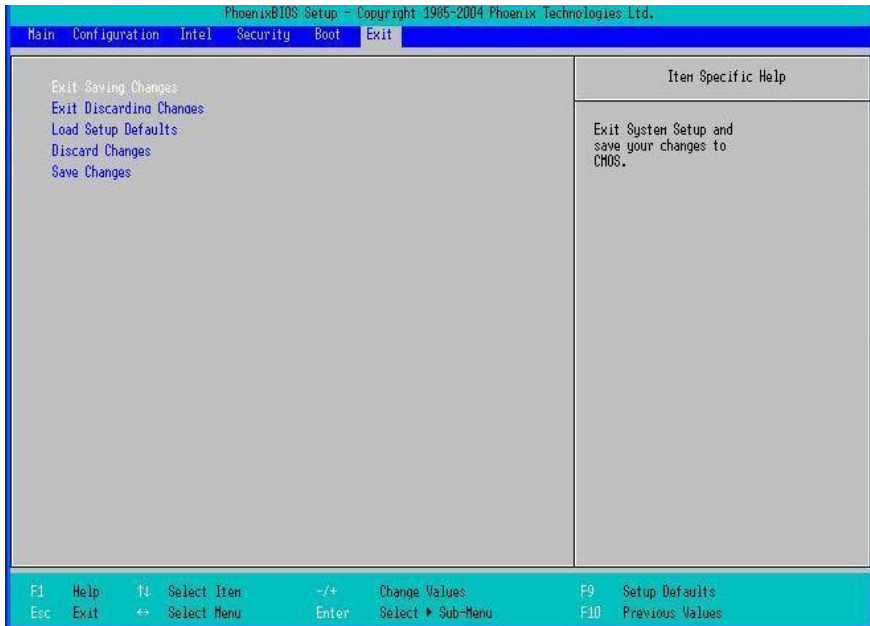 PhoenixBIOS Setup - Copyright 1985-2004 Phoenix Technologies Ltd.
Main Configuration Intel Security Boot Exit
Exit Saving Changes
Exit Discarding Changes
Load Setup Defaults
Discard Changes
Save Changes
Item Specific Help
Exit System Setup and
save your changes to
CMOS.
F1 Help ↑↓ Select Item -/+ Change Values F9 Setup Defaults
Esc Exit ↔ Select Menu Enter Select ▶ Sub-Menu F10 Previous Values